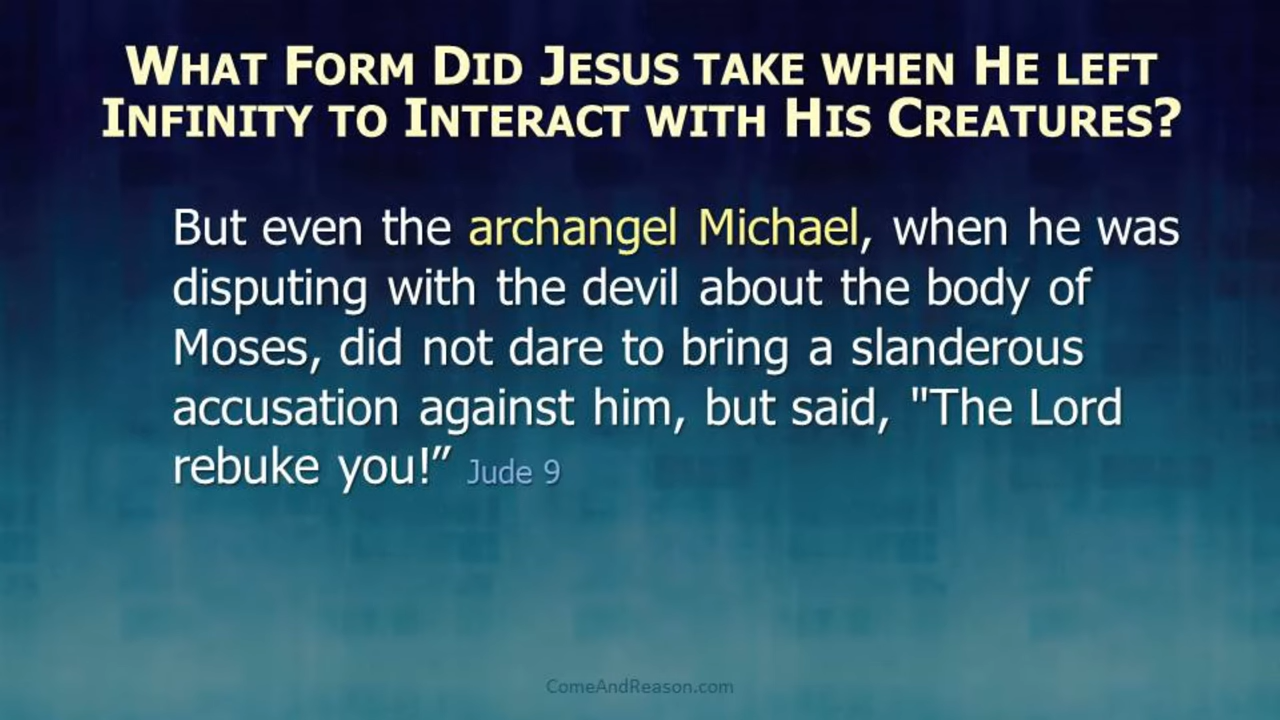 What Form Did Jesus take when He left
Infinity to Interact with His Creatures?
But even the archangel Michael, when he was
disputing with the devil about the body of
Moses, did not dare to bring a slanderous
accusation against him, but said, "The Lord
rebuke you!” Jude 9
ComeAndReason.com